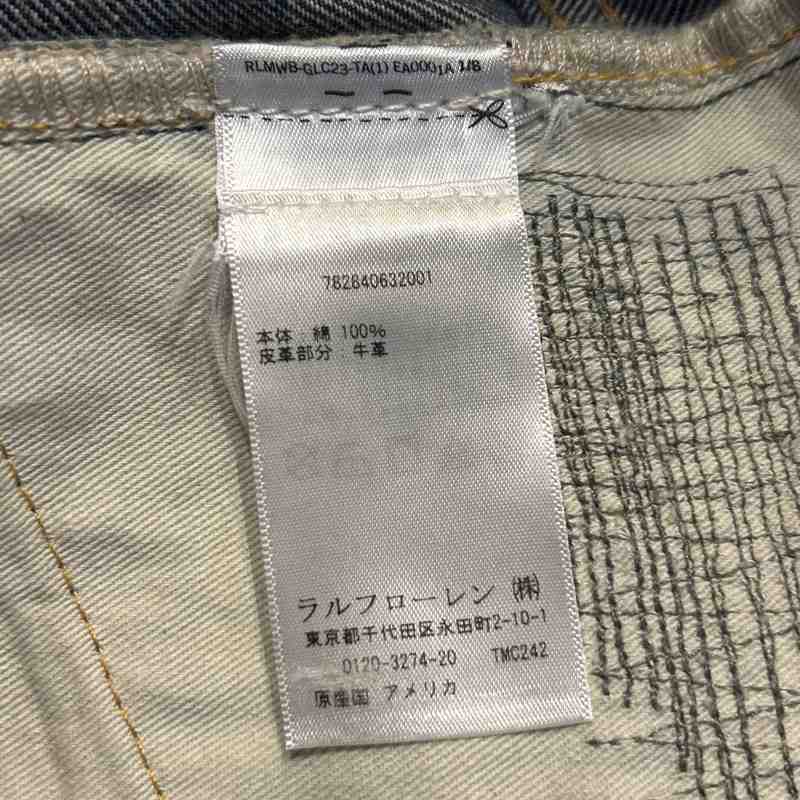 RLMWB-GLC23-TA(1) EA0001A 1/8
782840632001
本体：綿 100%
皮革部分：牛革
ラルフローレン ㈱
東京都千代田区永田町2-10-1
0120-3274-20 TMC242
原産国 アメリカ